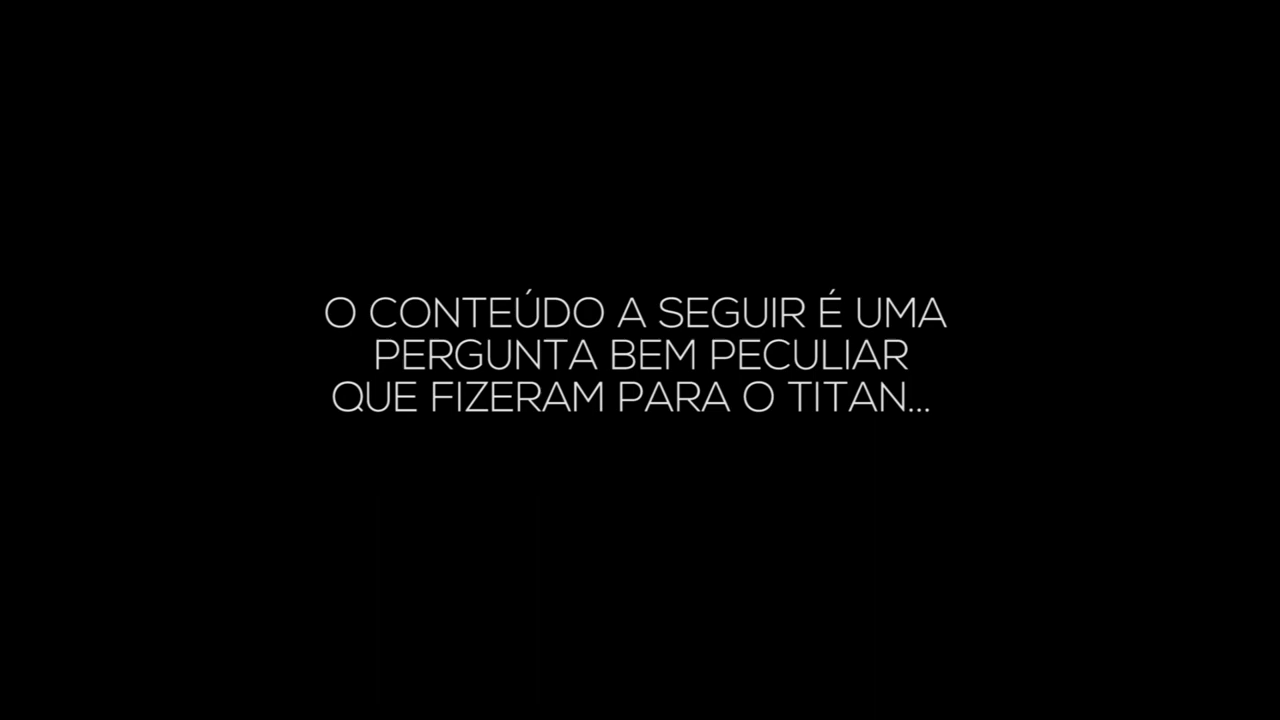 O CONTEÚDO A SEGUIR É UMA
PERGUNTA BEM PECULIAR
QUE FIZERAM PARA O TITAN...